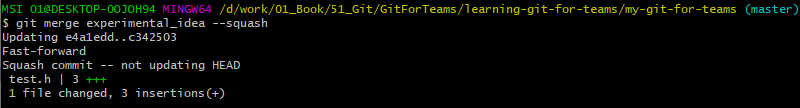 MSI 01@DESKTOP-OOJOH94 MINGW64 /d/work/01_Book/51_Git/GitForTeams/learning-git-for-teams/my-git-for-teams (master)
$ git merge experimental_idea --squash
Updating e4a1edd..c342503
Fast-forward
Squash commit -- not updating HEAD
 test.h | 3 +++
 1 file changed, 3 insertions(+)